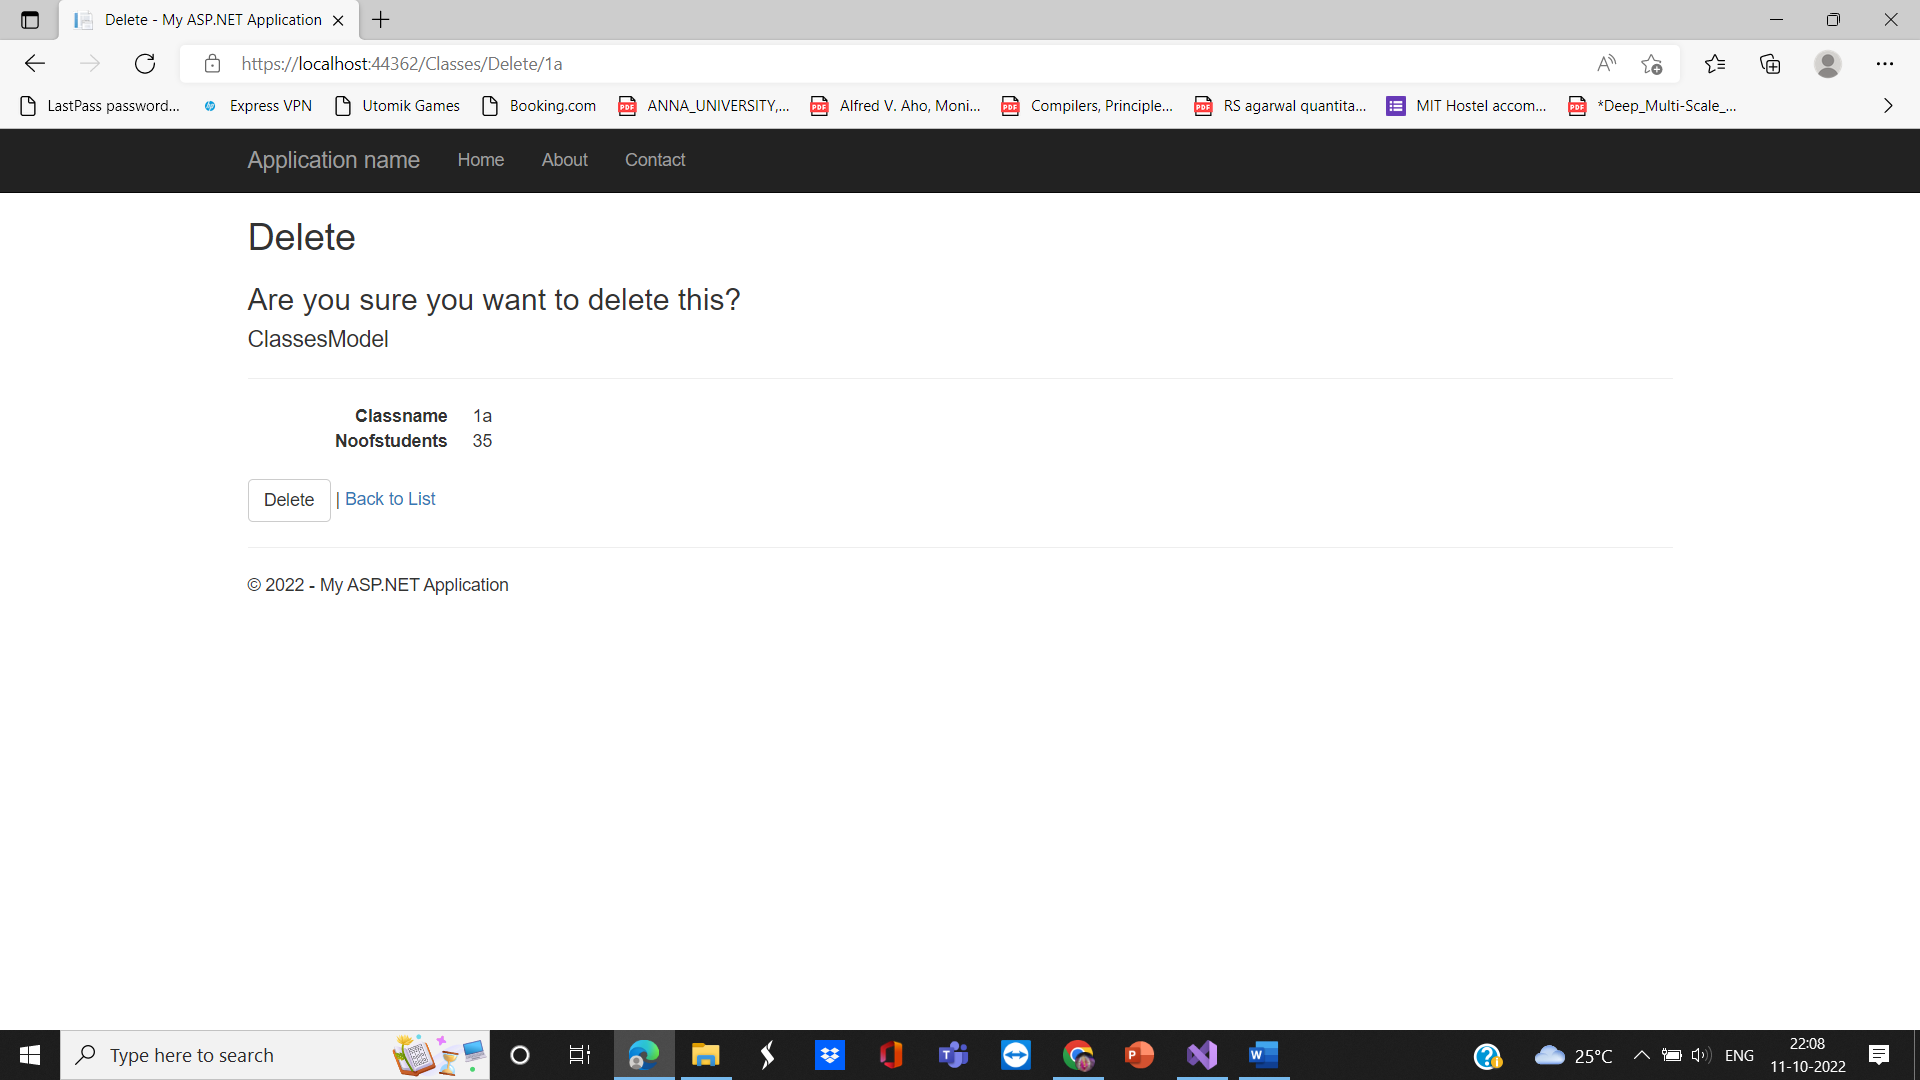 Delete - My ASP.NET Application
https://localhost:44362/Classes/Delete/1a
LastPass password... Express VPN Utomik Games Booking.com ANNA_UNIVERSITY,... Alfred V. Aho, Moni... Compilers, Principle... RS agarwal quantita... MIT Hostel accom... *Deep_Multi-Scale_...
Application name Home About Contact
Delete
Are you sure you want to delete this?
ClassesModel
Classname 1a
Noofstudents 35
Delete | Back to List
© 2022 - My ASP.NET Application
Type here to search 25°C ENG 22:08
11-10-2022